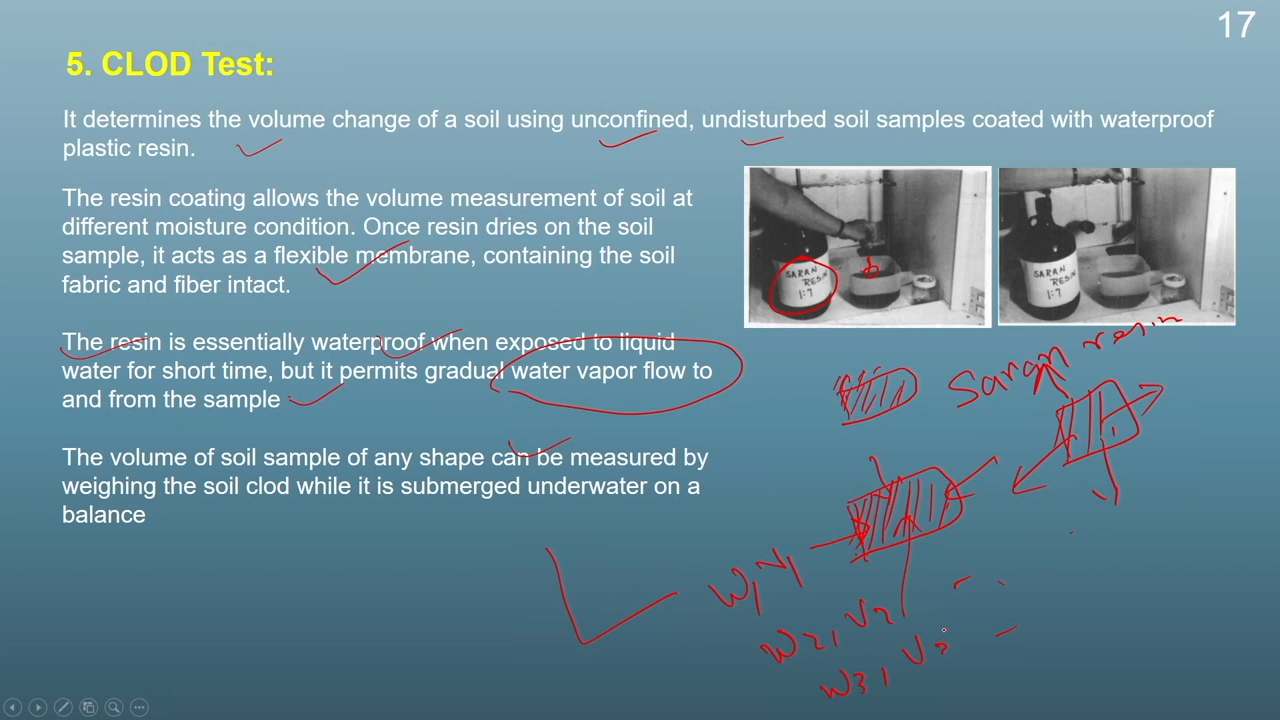 17
5. CLOD Test:
It determines the volume change of a soil using unconfined, undisturbed soil samples coated with waterproof
plastic resin.
The resin coating allows the volume measurement of soil at
different moisture condition. Once resin dries on the soil
sample, it acts as a flexible membrane, containing the soil
fabric and fiber intact.
The resin is essentially waterproof when exposed to liquid
water for short time, but it permits gradual water vapor flow to
and from the sample
The volume of soil sample of any shape can be measured by
weighing the soil clod while it is submerged underwater on a
balance
SARAN
RESIN
1:7
SARAN
RESIN
1:7
Saran resin
W1 V1
W2, V2
W3, V3